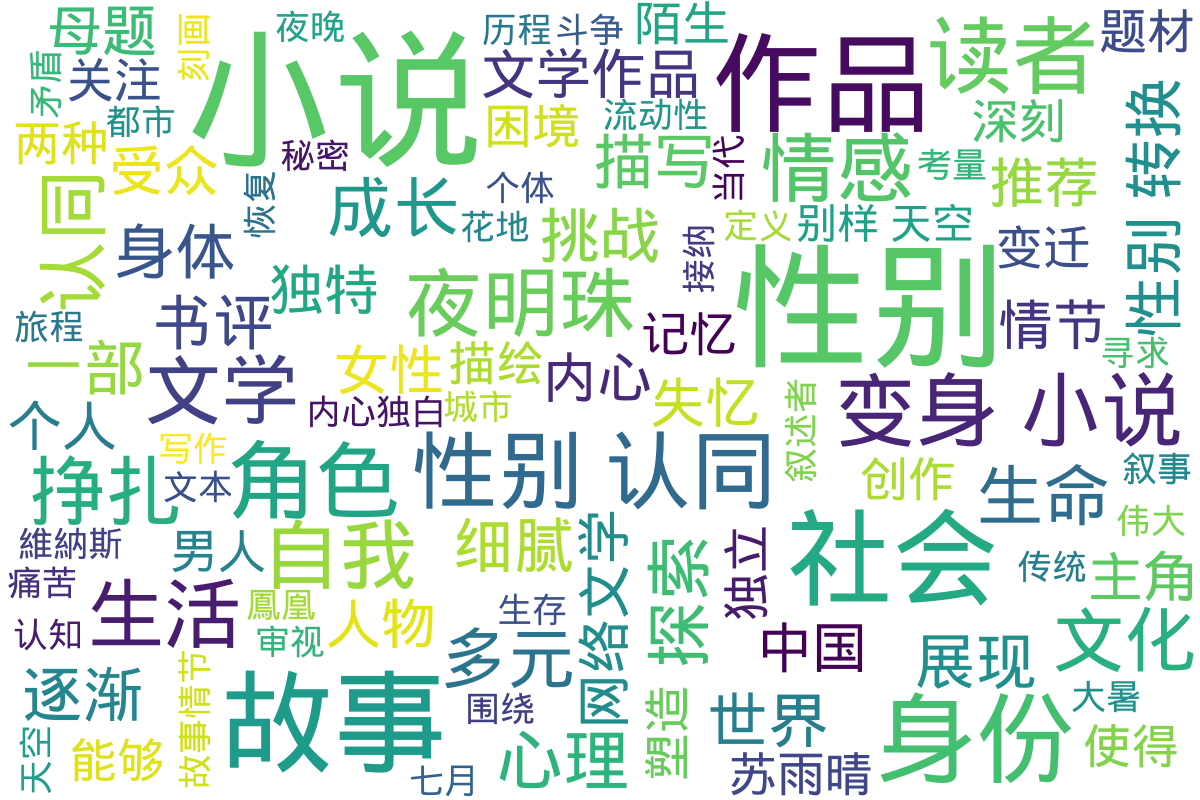 母题
刻画
夜晚
历程
斗争
陌生
题材
矛盾
关注
小说
文学作品
作品
读者
两种
都市
受众
秘密
困境
流动性
深刻
转换
认同
恢复
成长
个体
描写
当代
情感
考量
推荐
身体
独特
花地
挑战
接纳
定义
别样
天空
变迁
性别
旅程
书评
夜明珠
记忆
性别
情节
寻求
一部
文学
女性
描绘
内心
失忆
叙述者
变身 小说
个人
内心独白
城市
挣扎
写作
文本
角色
性别 认同
创作
生命
叙事
伟大
維納斯
男人
自我
细腻
网络文学
探索
独立
社会
传统
主角
痛苦
生活
鳳凰
人物
生存
认知
审视
多元
中国
展现
文化
逐渐
故事情节
故事
围绕
塑造
世界
身份
大暑
天空
能够
七月
心理
苏雨晴
使得